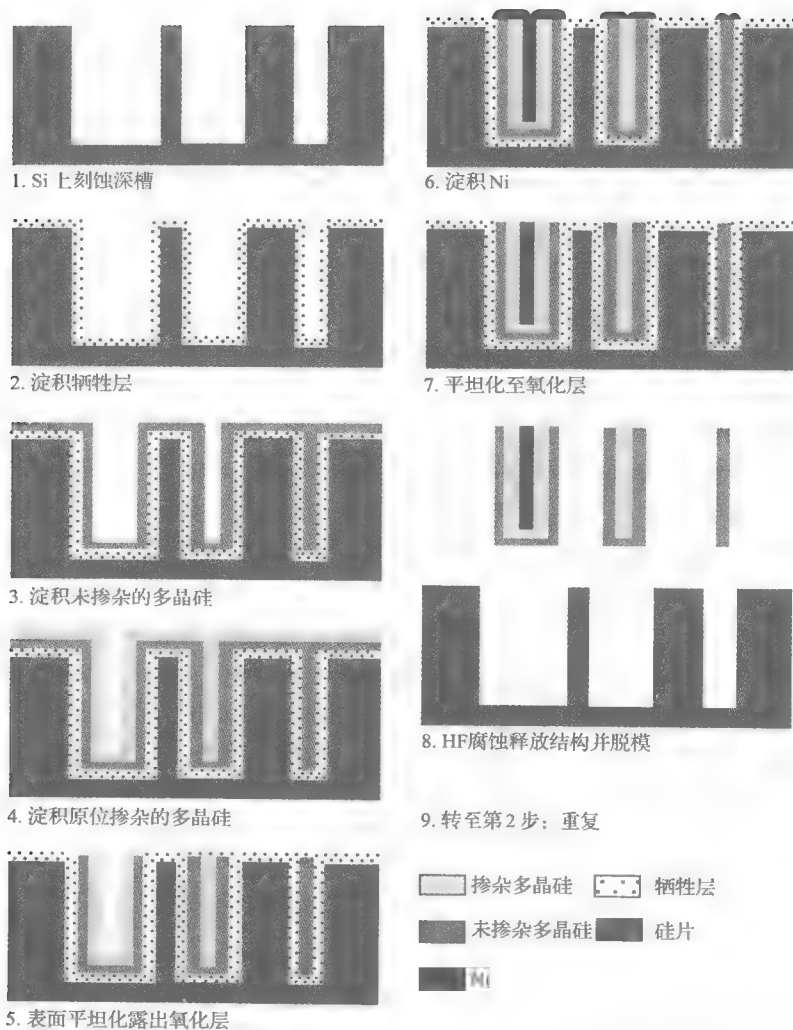 1. Si 上刻蚀深槽
2. 淀积牺牲层
3. 淀积未掺杂的多晶硅
4. 淀积原位掺杂的多晶硅
5. 表面平坦化露出氧化层
6. 淀积Ni
7. 平坦化至氧化层
8. HF腐蚀释放结构并脱模
9. 转至第2步：重复
掺杂多晶硅 牺牲层
未掺杂多晶硅 硅片
Ni